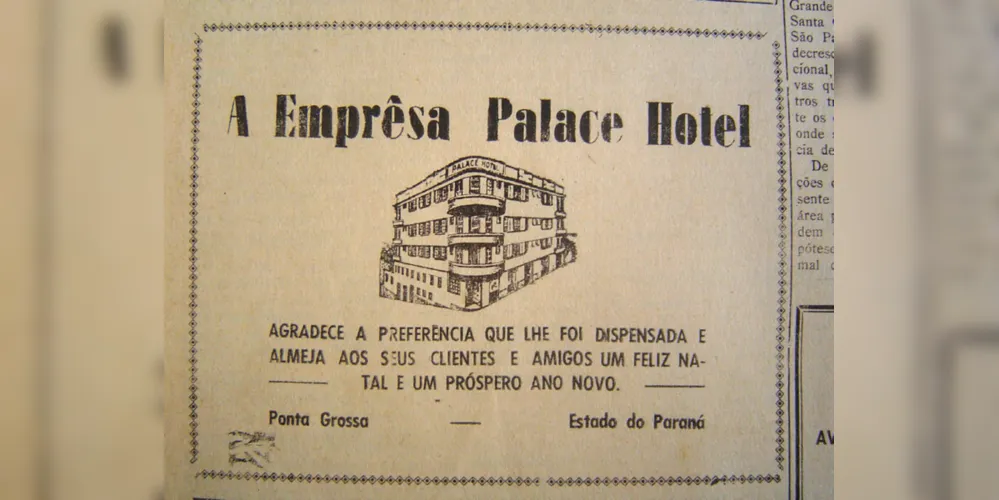 A Emprêsa Palace Hotel
PALACE HOTEL
AGRADECE A PREFERÊNCIA QUE LHE FOI DISPENSADA E
ALMEJA AOS SEUS CLIENTES E AMIGOS UM FELIZ NA-
TAL E UM PRÓSPERO ANO NOVO.
Ponta Grossa — Estado do Paraná
Grande
Santa
São
decresc
cional,
vas
tros
te os
onde
cia de
De
ções
sente
área
dem
mal